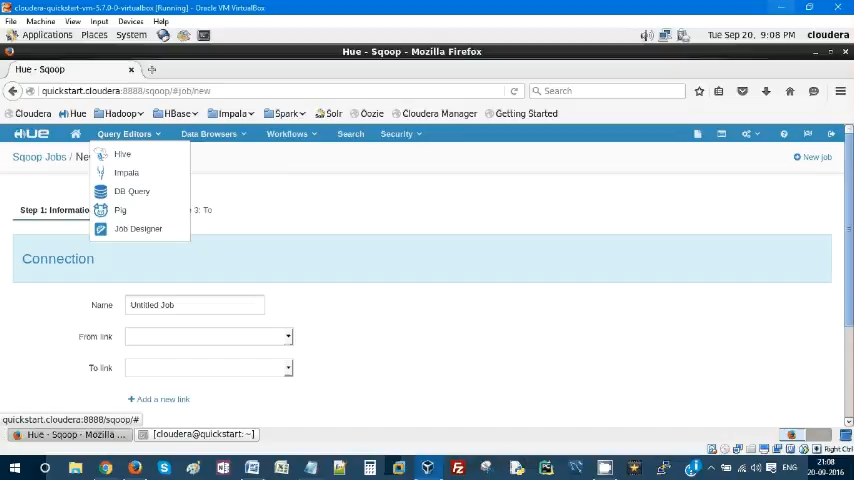 cloudera-quickstart-vm-5.7.0-0-virtualbox [Running] - Oracle VM VirtualBox
File Machine View Input Devices Help
Applications Places System Tue Sep 20, 9:08 PM cloudera
Hue - Sqoop - Mozilla Firefox
Hue - Sqoop
quickstart.cloudera:8888/sqoop/#job/new Search
Cloudera Hue Hadoop HBase Impala Spark Solr Oozie Cloudera Manager Getting Started
HUE Query Editors Data Browsers Workflows Search Security
Sqoop Jobs / New
New job
Hive
Impala
DB Query
Pig
Job Designer
Step 1: Information 3: To
Connection
Name Untitled Job
From link
To link
+ Add a new link
quickstart.cloudera:8888/sqoop/#
Hue - Sqoop - Mozilla ... [cloudera@quickstart:~]
Right Ctrl
ENG
21:08
20-09-2016